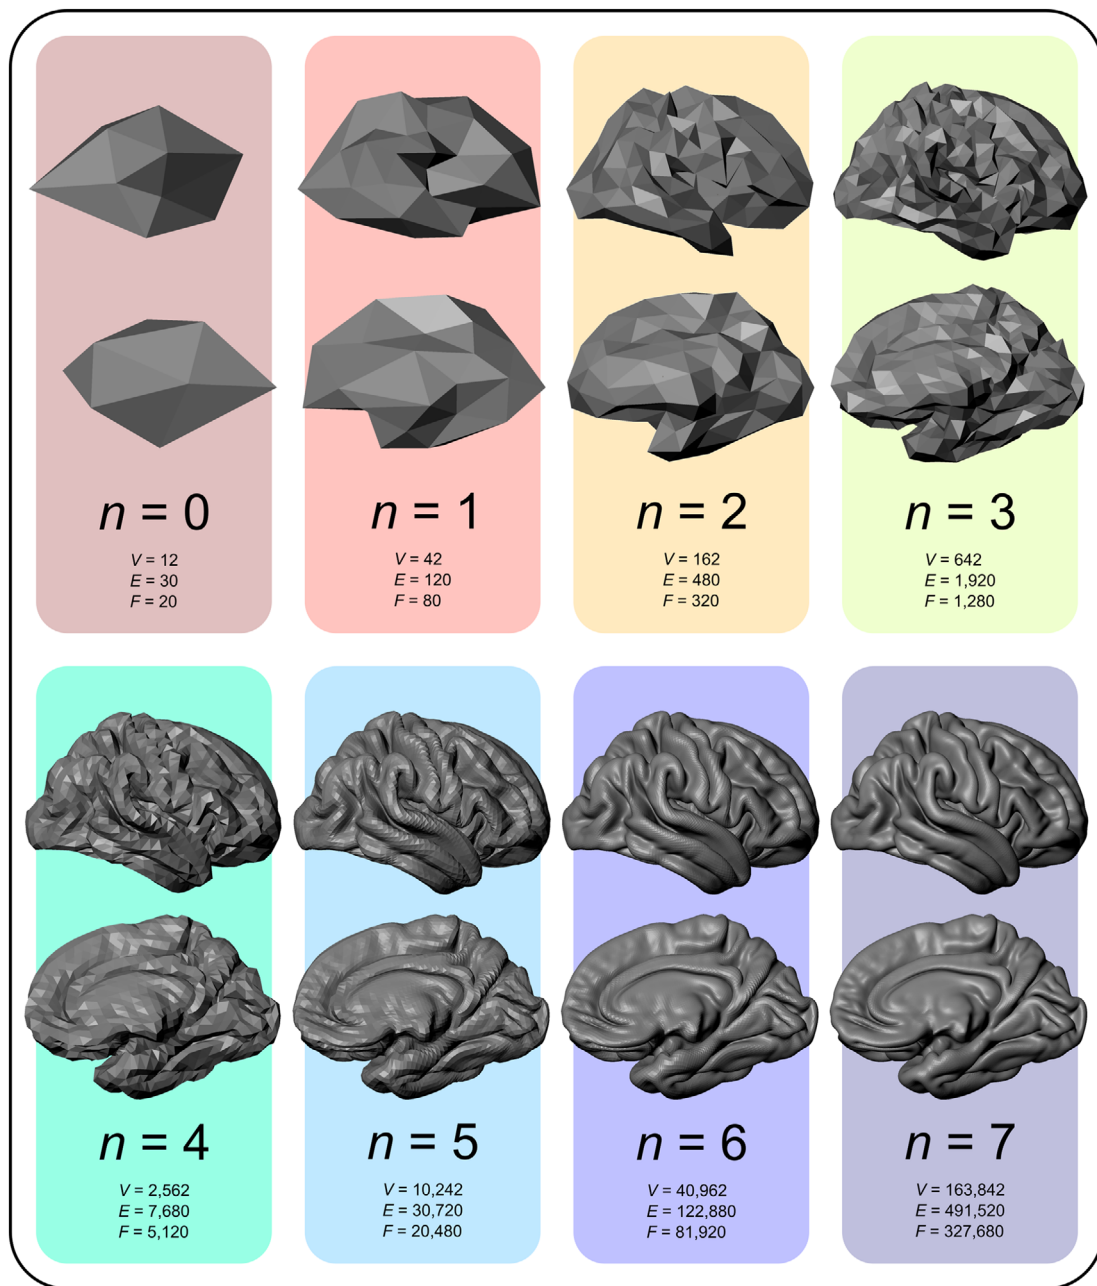 n = 0
V = 12
E = 30
F = 20
n = 1
V = 42
E = 120
F = 80
n = 2
V = 162
E = 480
F = 320
n = 3
V = 642
E = 1,920
F = 1,280
n = 4
V = 2,562
E = 7,680
F = 5,120
n = 5
V = 10,242
E = 30,720
F = 20,480
n = 6
V = 40,962
E = 122,880
F = 81,920
n = 7
V = 163,842
E = 491,520
F = 327,680